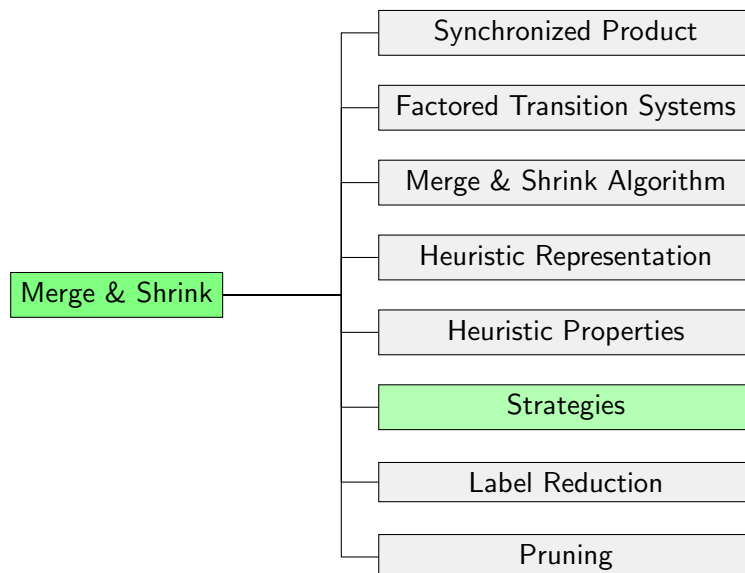 Synchronized Product
Factored Transition Systems
Merge & Shrink Algorithm
Heuristic Representation
Merge & Shrink
Heuristic Properties
Strategies
Label Reduction
Pruning